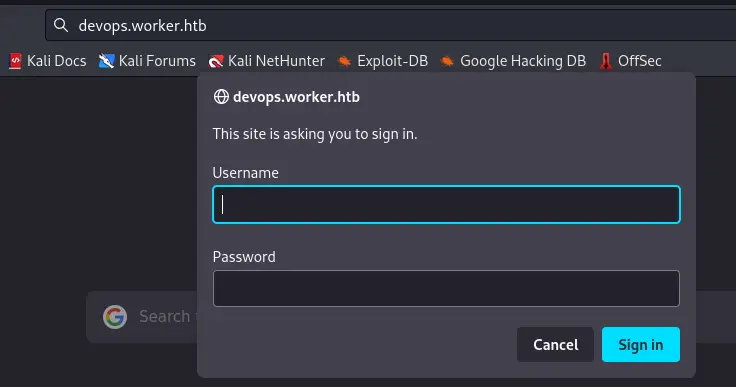 devops.worker.htb
Kali Docs Kali Forums Kali NetHunter Exploit-DB Google Hacking DB OffSec
devops.worker.htb
This site is asking you to sign in.
Username
Password
Search
Cancel Sign in